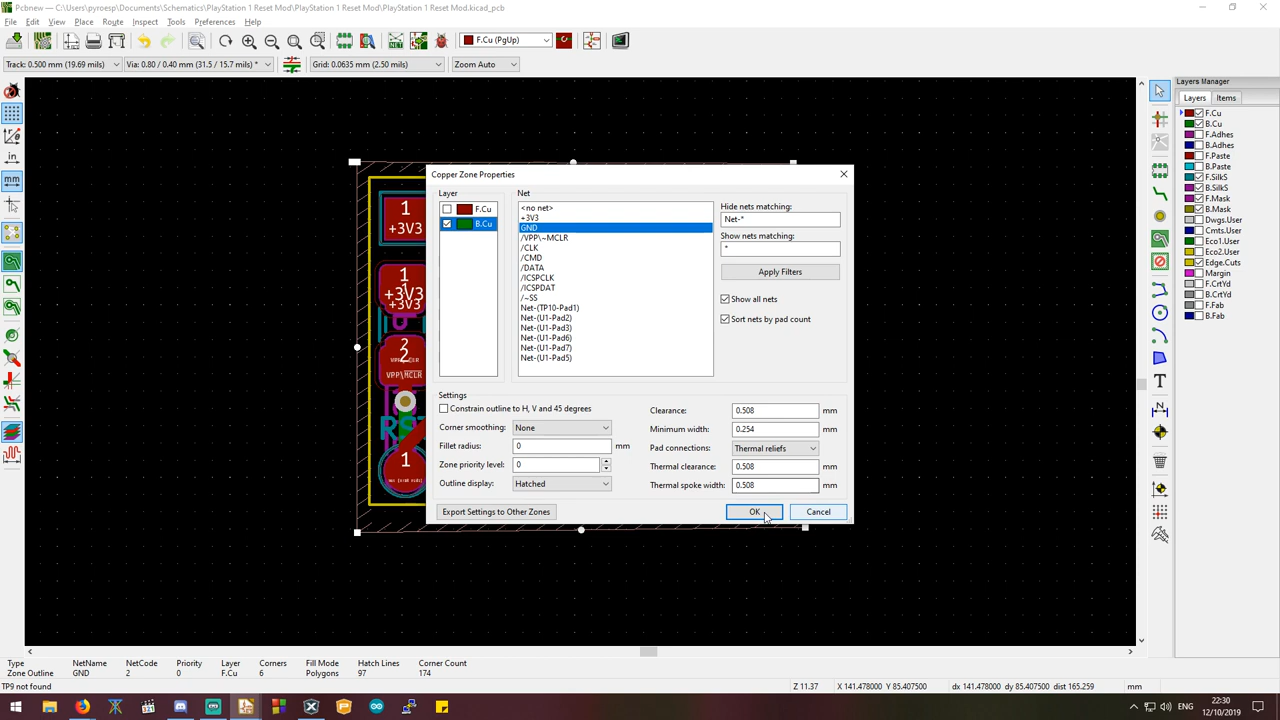 Pcbnew — C:\Users\pyroesp\Documents\Schematics\PlayStation 1 Reset Mod\PlayStation 1 Reset Mod\PlayStation 1 Reset Mod.kicad_pcb
File Edit View Place Route Inspect Tools Preferences Help
F.Cu (PgUp)
Track: 0.500 mm (19.69 mils) Via: 0.80 / 0.40 mm (31.5 / 15.7 mils) * Grid: 0.0635 mm (2.50 mils) Zoom Auto
in
mm
Layers Manager
Layers Items
F.Cu
B.Cu
F.Adhes
B.Adhes
F.Paste
B.Paste
F.SilkS
B.SilkS
F.Mask
B.Mask
Dwgs.User
Cmts.User
Eco1.User
Eco2.User
Edge.Cuts
Margin
F.CrtYd
B.CrtYd
F.Fab
B.Fab
1
+3V3
1
+3V3
+3V3
2
2
VPP\MCLR
1
Copper Zone Properties
Layer
F.Cu
B.Cu
Net
<no net>
+3V3
GND
/VPP\~MCLR
/CLK
/CMD
/DATA
/ICSPCLK
/ICSPDAT
/~SS
Net-(TP10-Pad1)
Net-(U1-Pad2)
Net-(U1-Pad3)
Net-(U1-Pad6)
Net-(U1-Pad7)
Net-(U1-Pad5)
Hide nets matching:
Net-*
Show nets matching:
*
Apply Filters
Show all nets
Sort nets by pad count
Settings
Constrain outline to H, V and 45 degrees
Corner smoothing: None
Fillet radius: 0 mm
Zone priority level: 0
Outline display: Hatched
Clearance: 0.508 mm
Minimum width: 0.254 mm
Pad connections: Thermal reliefs
Thermal clearance: 0.508 mm
Thermal spoke width: 0.508 mm
Export Settings to Other Zones OK Cancel
Type NetName NetCode Priority Layer Corners Fill Mode Hatch Lines Corner Count
Zone Outline GND 2 0 F.Cu 6 Polygons 97 174
TP9 not found Z 11.37 X 141.478000 Y 85.407500 dx 141.478000 dy 85.407500 dist 165.259 mm
ENG 22:30
12/10/2019